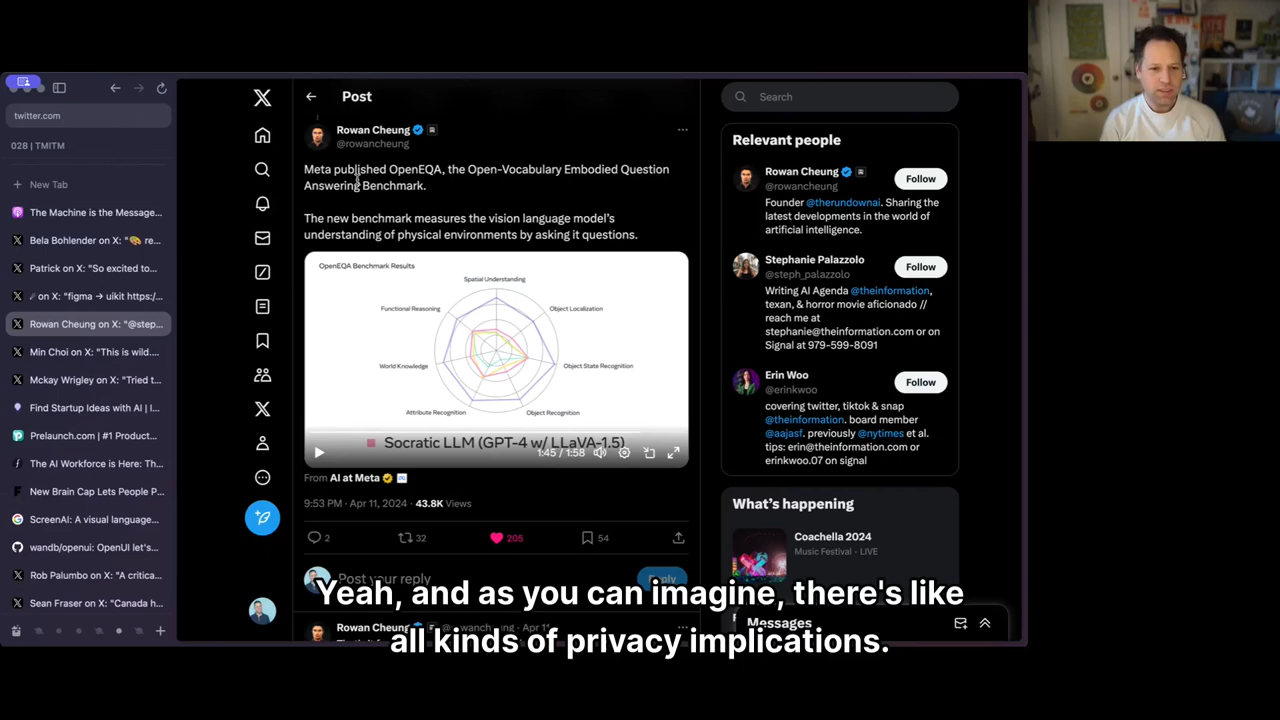 twitter.com
028 | TMITM
New Tab
The Machine is the Message...
Bela Bohlender on X: "🎨 re...
Patrick on X: "So excited to...
on X: "figma → uikit https:/...
Rowan Cheung on X: "@step...
Min Choi on X: "This is wild....
Mckay Wrigley on X: "Tried t...
Find Startup Ideas with AI | I...
Prelaunch.com | #1 Product...
The AI Workforce is Here: Th...
New Brain Cap Lets People P...
ScreenAI: A visual language...
wandb/openui: OpenUI let's...
Rob Palumbo on X: "A critica...
Sean Fraser on X: "Canada h...
Post
Rowan Cheung
@rowancheung
Meta published OpenEQA, the Open-Vocabulary Embodied Question
Answering Benchmark.
The new benchmark measures the vision language model's
understanding of physical environments by asking it questions.
OpenEQA Benchmark Results
Spatial Understanding
Functional Reasoning
Object Localization
World Knowledge
Object State Recognition
Attribute Recognition
Object Recognition
Socratic LLM (GPT-4 w/ LLaVA-1.5)
1:45 / 1:58
From AI at Meta
9:53 PM · Apr 11, 2024 · 43.8K Views
2
32
205
54
Post your reply
Reply
Rowan Cheung
Apr 11
Search
Relevant people
Rowan Cheung
@rowancheung
Follow
Founder @therundownai. Sharing the
latest developments in the world of
artificial intelligence.
Stephanie Palazzolo
@steph_palazzolo
Follow
Writing AI Agenda @theinformation,
texan, & horror movie aficionado //
reach me at
stephanie@theinformation.com or on
Signal at 979-599-8091
Erin Woo
@erinkwoo
Follow
covering twitter, tiktok & snap
@theinformation. board member
@aajasf. previously @nytimes et al.
tips: erin@theinformation.com or
erinkwoo.07 on signal
What's happening
Coachella 2024
Music Festival · LIVE
Messages
Yeah, and as you can imagine, there's like
all kinds of privacy implications.